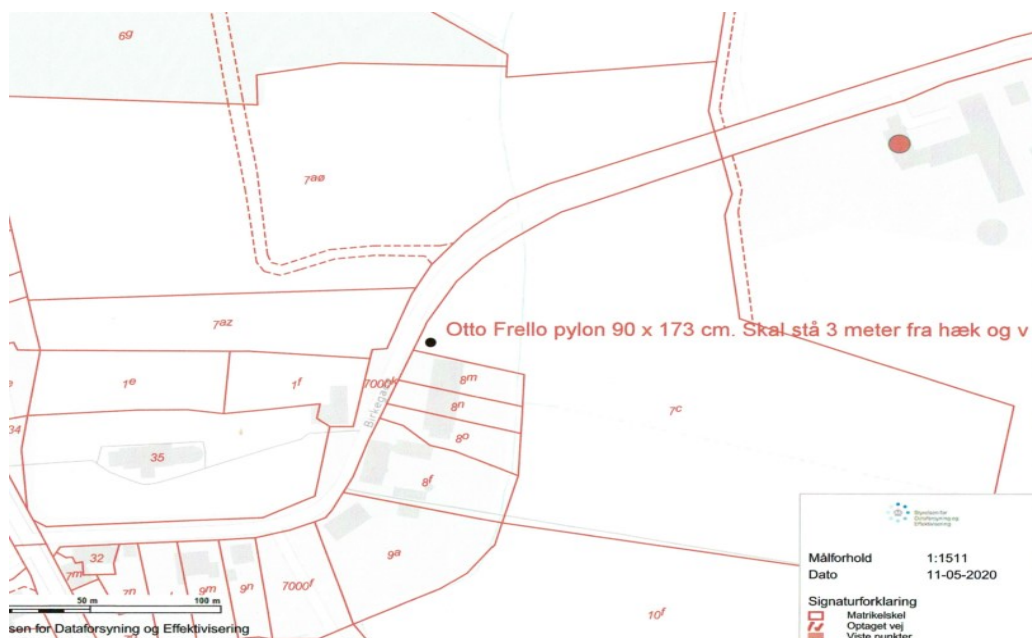 6g
7aø
7az
Otto Frello pylon 90 x 173 cm. Skal stå 3 meter fra hæk og v
e
1e
1f
7000
8m
8n
7c
34
35
8o
8f
9a
32
7m
7n
9m
9n
7000f
10f
50 m
100 m
sen for Dataforsyning og Effektivisering
Styrelsen for
Dataforsyning og
Effektivisering
Målforhold 1:1511
Dato 11-05-2020
Signaturforklaring
Matrikelskel
Optaget vej
Viste punkter